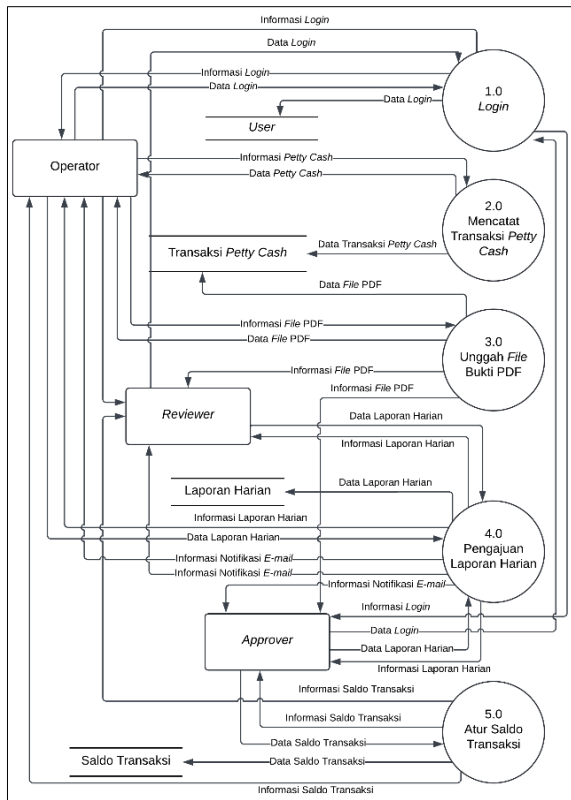 Informasi Login
Data Login
Informasi Login
Data Login
1.0
Login
Data Login
User
Operator
Informasi Petty Cash
Data Petty Cash
2.0
Mencatat
Transaksi Petty
Cash
Transaksi Petty Cash
Data Transaksi Petty Cash
Data File PDF
Informasi File PDF
Data File PDF
3.0
Unggah File
Bukti PDF
Informasi File PDF
Informasi File PDF
Reviewer
Data Laporan Harian
Informasi Laporan Harian
Laporan Harian
Data Laporan Harian
Informasi Laporan Harian
Data Laporan Harian
4.0
Pengajuan
Laporan Harian
Informasi Notifikasi E-mail
Informasi Notifikasi E-mail
Informasi Notifikasi E-mail
Informasi Login
Approver
Data Login
Data Laporan Harian
Informasi Laporan Harian
Informasi Saldo Transaksi
Informasi Saldo Transaksi
5.0
Atur Saldo
Transaksi
Data Saldo Transaksi
Saldo Transaksi
Data Saldo Transaksi
Informasi Saldo Transaksi